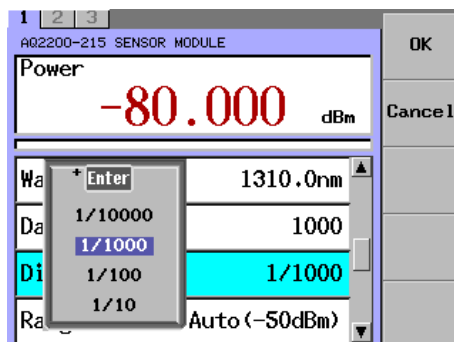 1 2 3
AQ2200-215 SENSOR MODULE
OK
Power
-80.000 dBm
Cancel
Wa 1310.0nm
Enter
Da 1000
1/10000
1/1000
Di 1/1000
1/100
1/10
Auto(-50dBm)